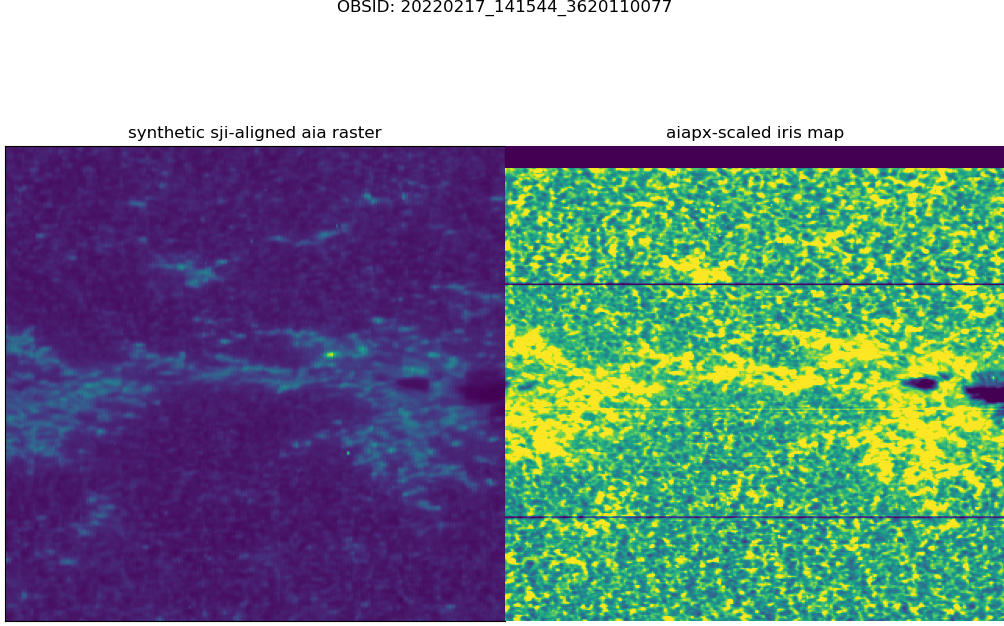 OBSID: 20220217_141544_3620110077
synthetic sji-aligned aia raster
aiapx-scaled iris map